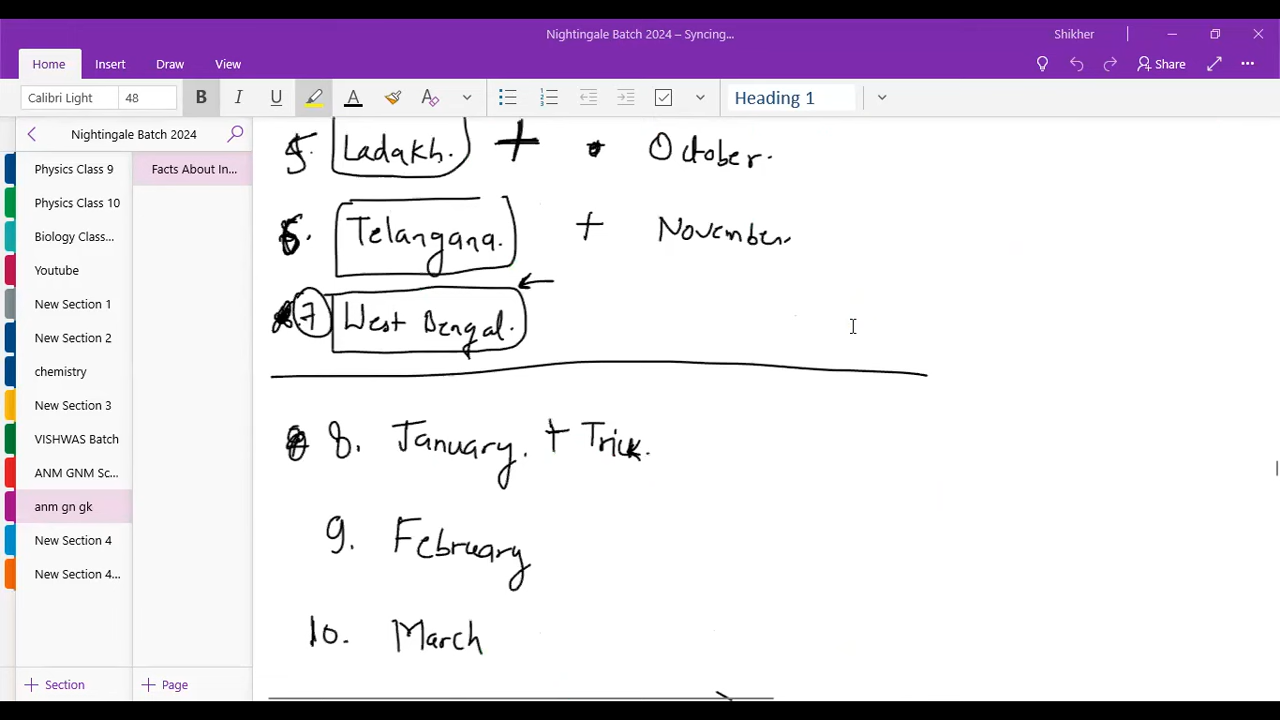 Nightingale Batch 2024 – Syncing...
Shikher
Home Insert Draw View
Share
Calibri Light 48 B I U A Heading 1
Nightingale Batch 2024
Physics Class 9
Physics Class 10
Biology Class...
Youtube
New Section 1
New Section 2
chemistry
New Section 3
VISHWAS Batch
ANM GNM Sc...
anm gn gk
New Section 4
New Section 4...
+ Section
Facts About In...
+ Page
5. Ladakh. + October.
6. Telangana. + November.
7 West Bengal.
8. January. + Trick.
9. February
10. March